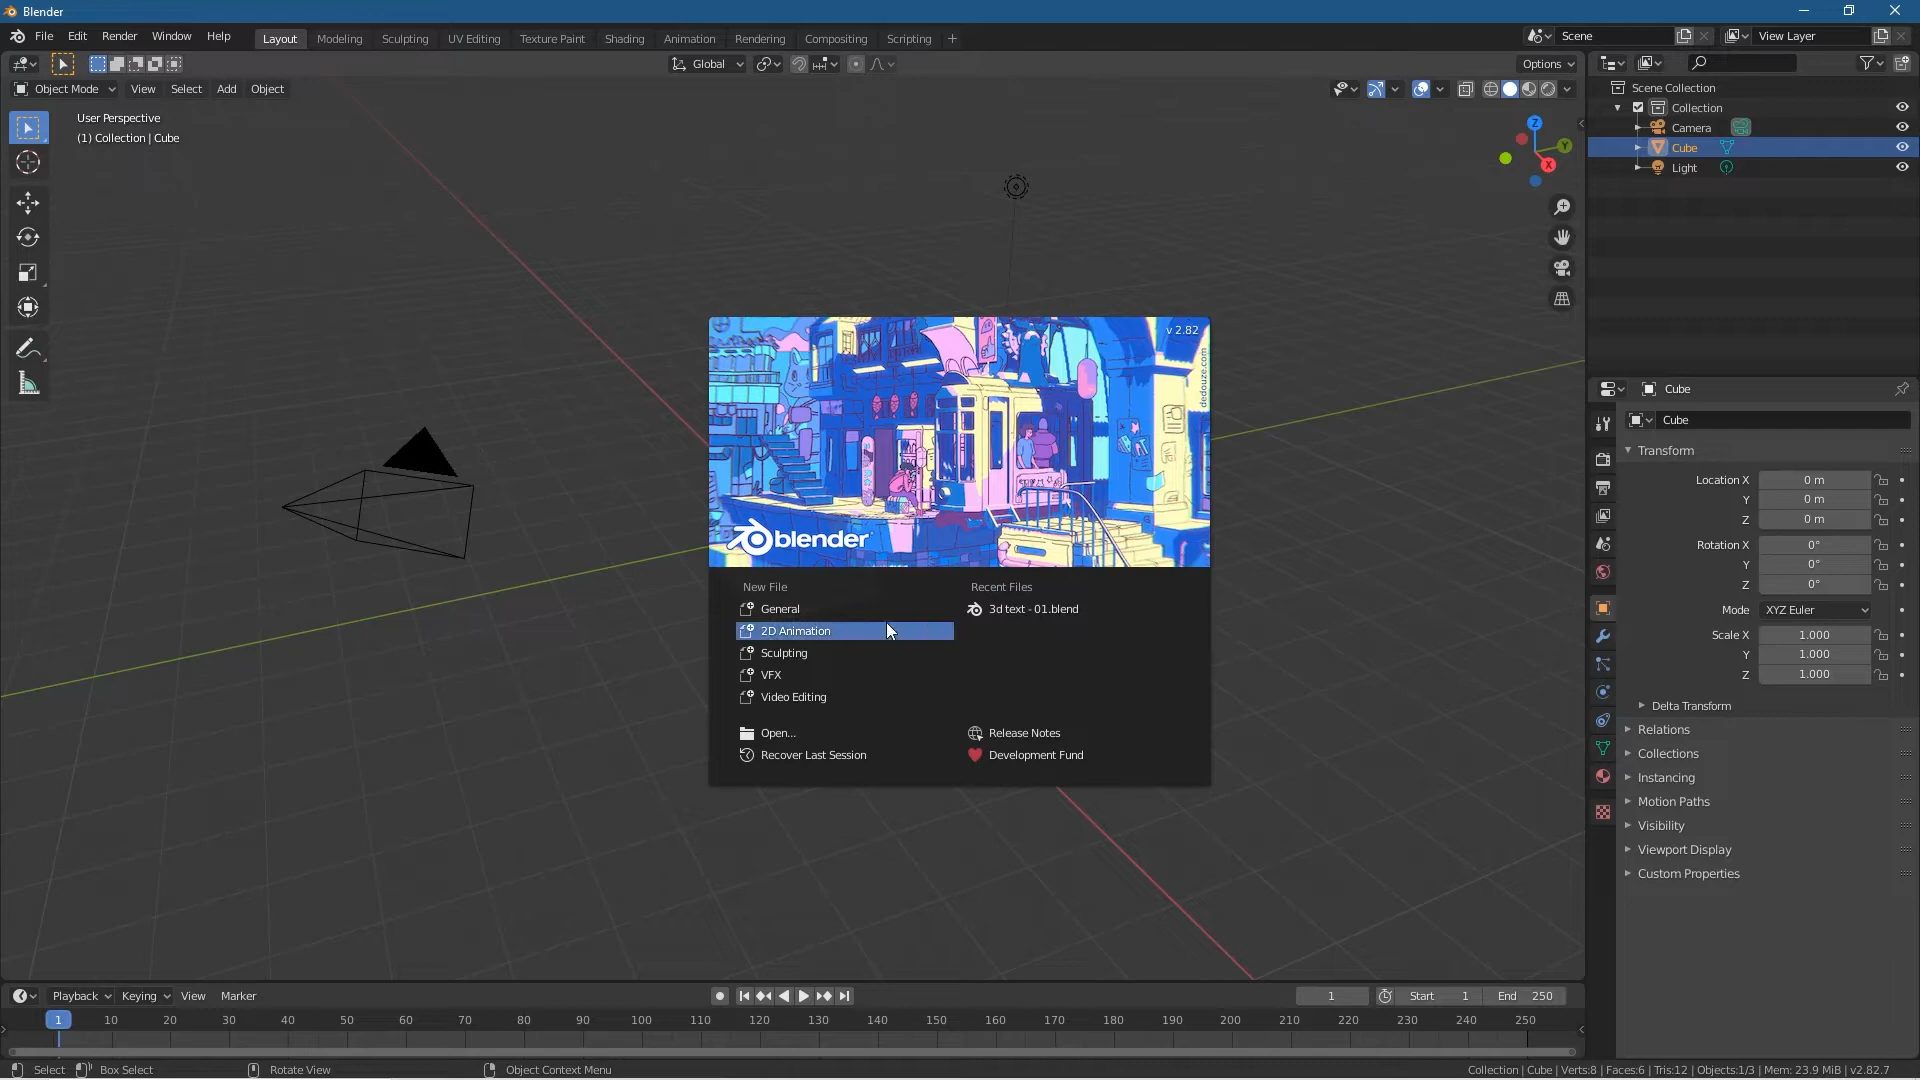 Blender
File Edit Render Window Help
Layout Modeling Sculpting UV Editing Texture Paint Shading Animation Rendering Compositing Scripting +
Scene
View Layer
Global
Options
Object Mode View Select Add Object
User Perspective
(1) Collection | Cube
Z
Y
X
Scene Collection
Collection
Camera
Cube
Light
v 2.82
dedouze.com
blender
New File
General
2D Animation
Sculpting
VFX
Video Editing
Open...
Recover Last Session
Recent Files
3d text - 01.blend
Release Notes
Development Fund
Cube
Cube
Transform
Location X 0 m
Y 0 m
Z 0 m
Rotation X 0°
Y 0°
Z 0°
Mode XYZ Euler
Scale X 1.000
Y 1.000
Z 1.000
Delta Transform
Relations
Collections
Instancing
Motion Paths
Visibility
Viewport Display
Custom Properties
Playback Keying View Marker
1 Start 1 End 250
1 10 20 30 40 50 60 70 80 90 100 110 120 130 140 150 160 170 180 190 200 210 220 230 240 250
Select Box Select Rotate View Object Context Menu
Collection | Cube | Verts:8 | Faces:6 | Tris:12 | Objects:1/3 | Mem: 23.9 MiB | v2.82.7